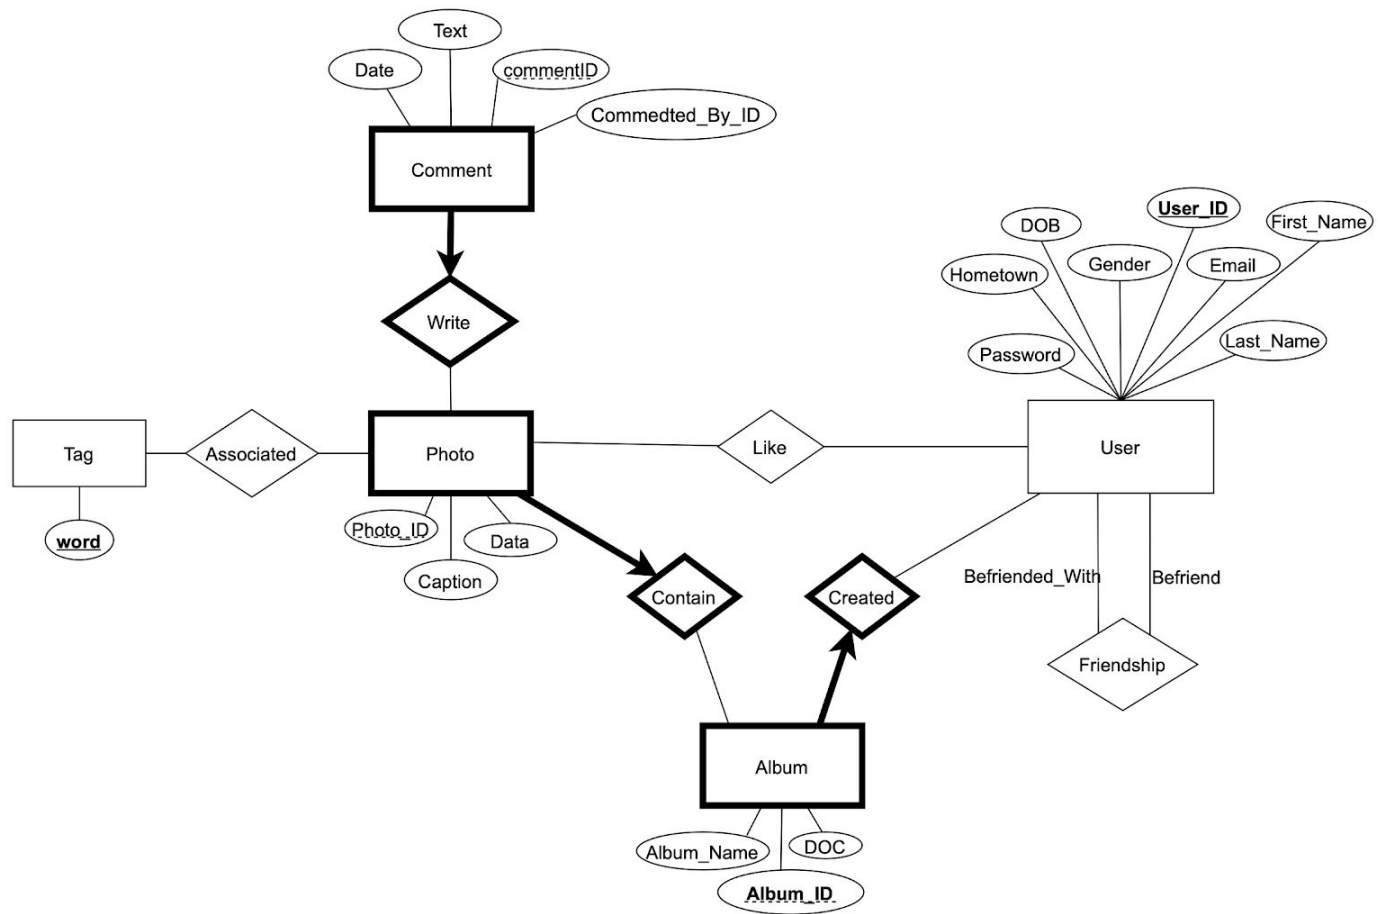 Text
Date
commentID
Commedted_By_ID
Comment
User_ID
DOB
First_Name
Gender
Email
Hometown
Write
Last_Name
Password
Tag
Associated
Photo
Like
User
word
Photo_ID
Data
Caption
Contain
Created
Befriended_With
Befriend
Friendship
Album
Album_Name
DOC
Album_ID